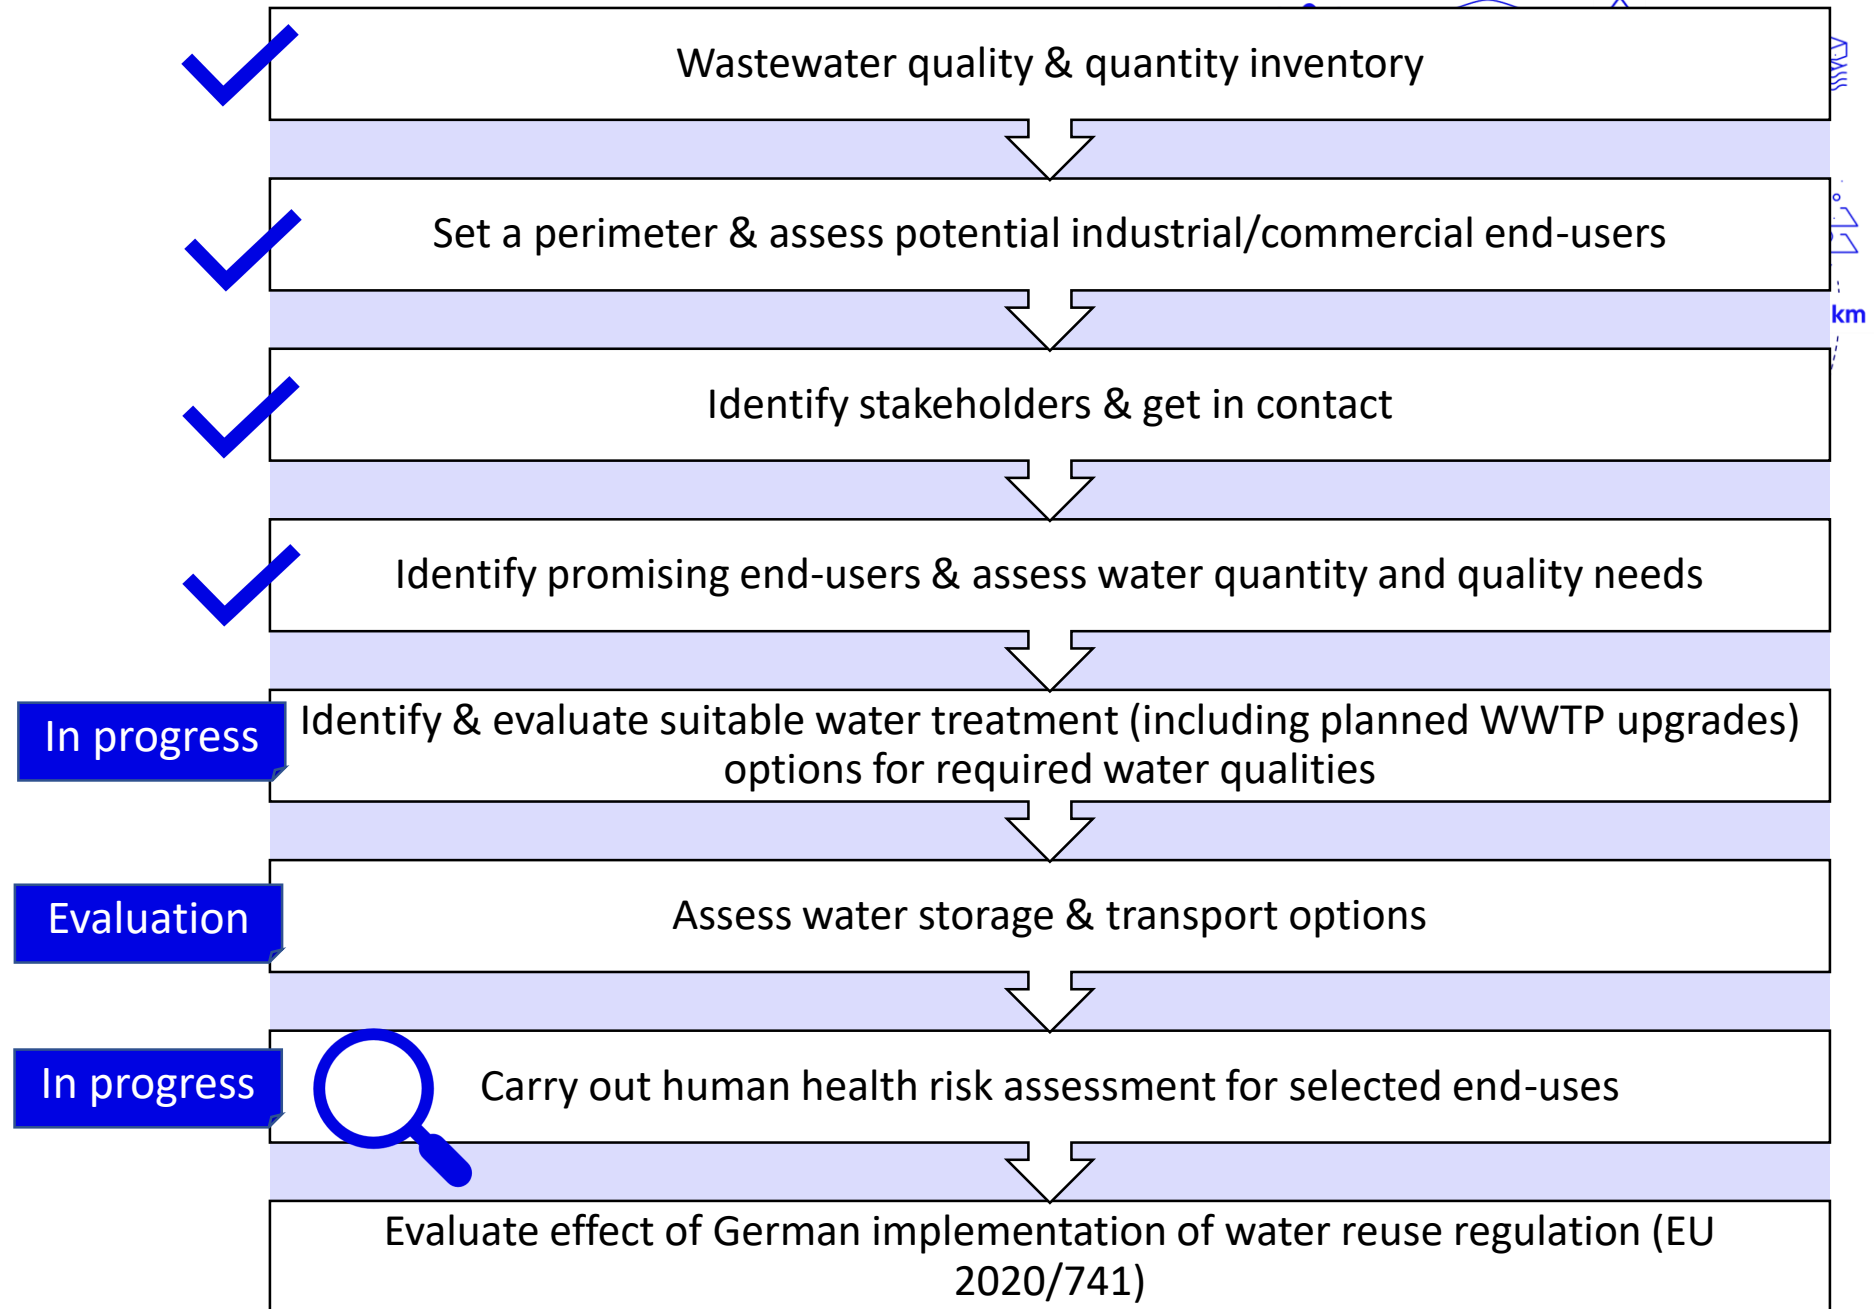 Wastewater quality & quantity inventory
Set a perimeter & assess potential industrial/commercial end-users
km
Identify stakeholders & get in contact
Identify promising end-users & assess water quantity and quality needs
In progress
Identify & evaluate suitable water treatment (including planned WWTP upgrades)
options for required water qualities
Evaluation
Assess water storage & transport options
In progress
Carry out human health risk assessment for selected end-uses
Evaluate effect of German implementation of water reuse regulation (EU
2020/741)